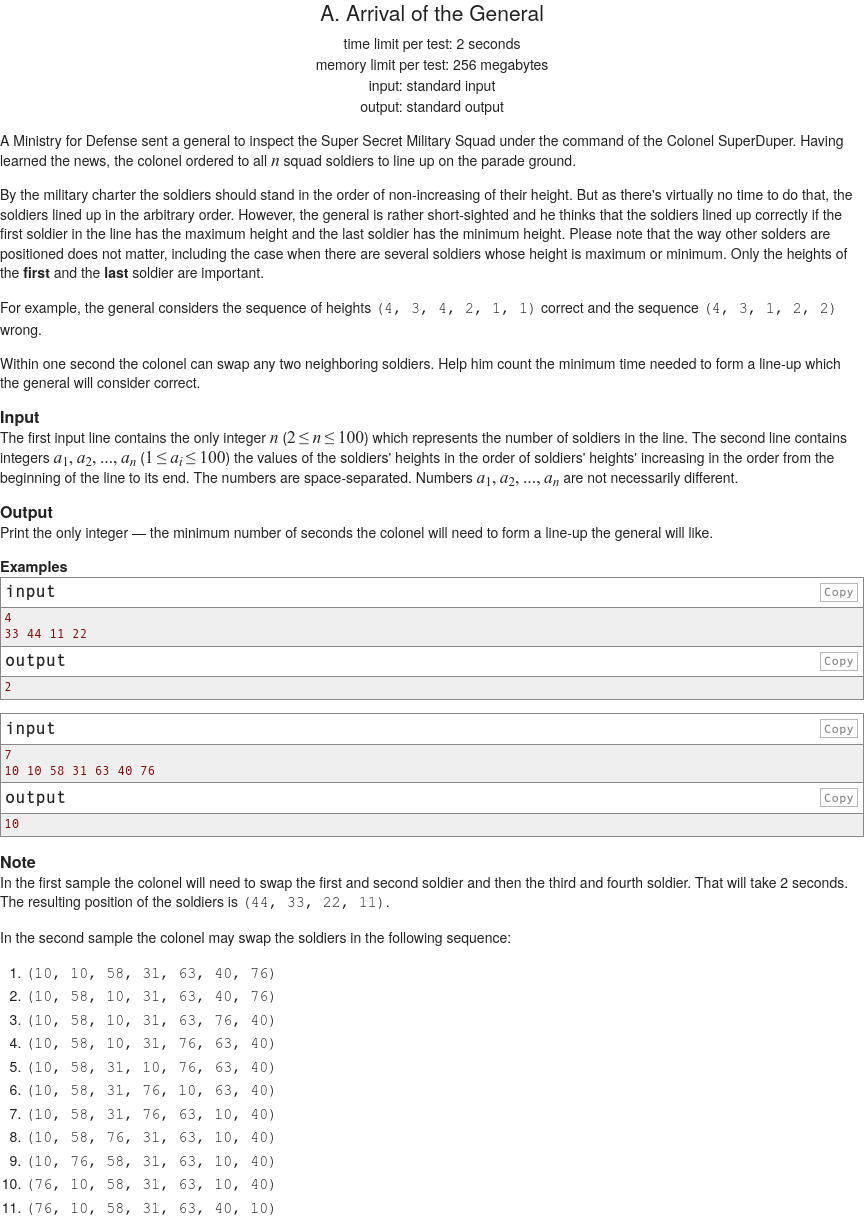 A. Arrival of the General
time limit per test: 2 seconds
memory limit per test: 256 megabytes
input: standard input
output: standard output
A Ministry for Defense sent a general to inspect the Super Secret Military Squad under the command of the Colonel SuperDuper. Having
learned the news, the colonel ordered to all n squad soldiers to line up on the parade ground.
By the military charter the soldiers should stand in the order of non-increasing of their height. But as there's virtually no time to do that, the
soldiers lined up in the arbitrary order. However, the general is rather short-sighted and he thinks that the soldiers lined up correctly if the
first soldier in the line has the maximum height and the last soldier has the minimum height. Please note that the way other solders are
positioned does not matter, including the case when there are several soldiers whose height is maximum or minimum. Only the heights of
the first and the last soldier are important.
For example, the general considers the sequence of heights (4, 3, 4, 2, 1, 1) correct and the sequence (4, 3, 1, 2, 2)
wrong.
Within one second the colonel can swap any two neighboring soldiers. Help him count the minimum time needed to form a line-up which
the general will consider correct.
Input
The first input line contains the only integer n (2 ≤ n ≤ 100) which represents the number of soldiers in the line. The second line contains
integers a1, a2, ..., an (1 ≤ ai ≤ 100) the values of the soldiers' heights in the order of soldiers' heights' increasing in the order from the
beginning of the line to its end. The numbers are space-separated. Numbers a1, a2, ..., an are not necessarily different.
Output
Print the only integer — the minimum number of seconds the colonel will need to form a line-up the general will like.
Examples
input Copy
4
33 44 11 22
output Copy
2
input Copy
7
10 10 58 31 63 40 76
output Copy
10
Note
In the first sample the colonel will need to swap the first and second soldier and then the third and fourth soldier. That will take 2 seconds.
The resulting position of the soldiers is (44, 33, 22, 11).
In the second sample the colonel may swap the soldiers in the following sequence:
1. (10, 10, 58, 31, 63, 40, 76)
2. (10, 58, 10, 31, 63, 40, 76)
3. (10, 58, 10, 31, 63, 76, 40)
4. (10, 58, 10, 31, 76, 63, 40)
5. (10, 58, 31, 10, 76, 63, 40)
6. (10, 58, 31, 76, 10, 63, 40)
7. (10, 58, 31, 76, 63, 10, 40)
8. (10, 58, 76, 31, 63, 10, 40)
9. (10, 76, 58, 31, 63, 10, 40)
10. (76, 10, 58, 31, 63, 10, 40)
11. (76, 10, 58, 31, 63, 40, 10)